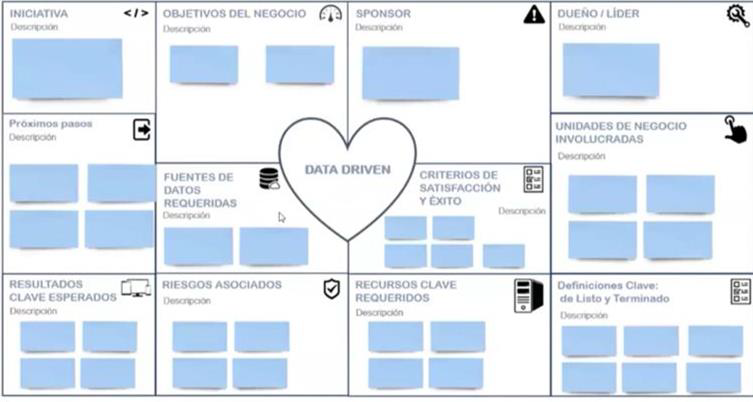 INICIATIVA
</>
Descripción
OBJETIVOS DEL NEGOCIO
Descripción
SPONSOR
Descripción
DUEÑO / LÍDER
Descripción
Próximos pasos
Descripción
DATA DRIVEN
UNIDADES DE NEGOCIO
INVOLUCRADAS
Descripción
FUENTES DE
DATOS
REQUERIDAS
Descripción
CRITERIOS DE
SATISFACCIÓN
Y ÉXITO
Descripción
RESULTADOS
CLAVE ESPERADOS
Descripción
RIESGOS ASOCIADOS
Descripción
RECURSOS CLAVE
REQUERIDOS
Descripción
Definiciones Clave:
de Listo y Terminado
Descripción